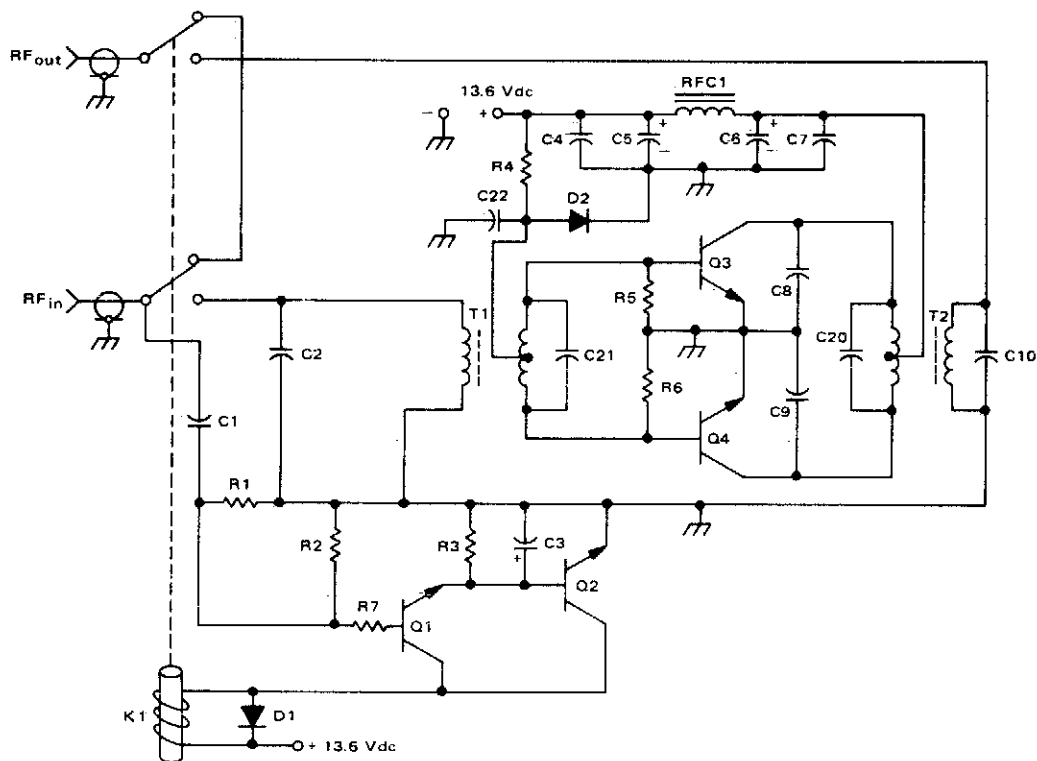 RFout
RFC1
13.6 Vdc
− +
+ +
C4 C5 C6 C7
− −
R4
C22 D2
Q3
RFin
R5 C8
T1 T2
C2 C21 C20 C10
R6
C9
C1 Q4
R1
R2 R3 C3
+
Q2
R7
Q1
K1 D1
+ 13.6 Vdc